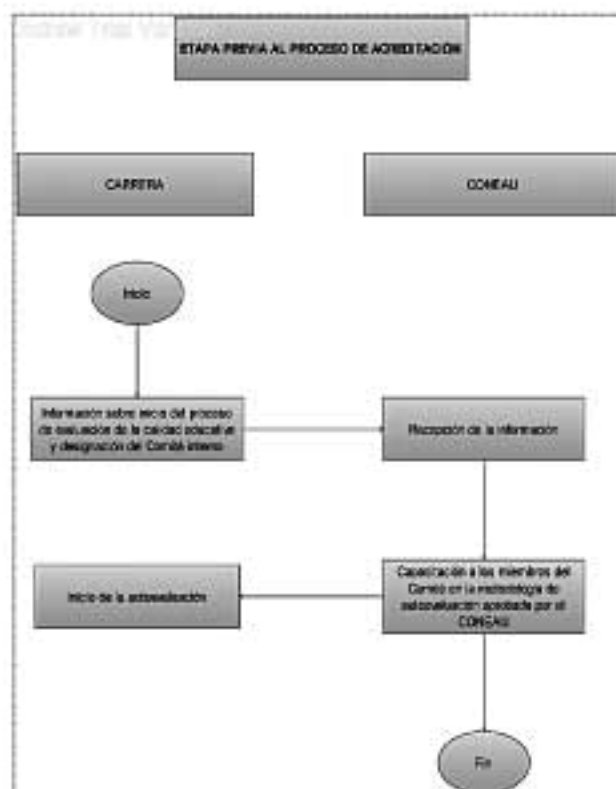 ETAPA PREVIA AL PROCESO DE ACREDITACIÓN
CARRERA
CONEAU
Inicio
Información sobre inicio del proceso
de evaluación de la calidad educativa
y designación del Comité interno
Recepción de la información
Inicio de la autoevaluación
Capacitación a los miembros del
Comité en la metodología de
autoevaluación aprobada por el
CONEAU
Fin